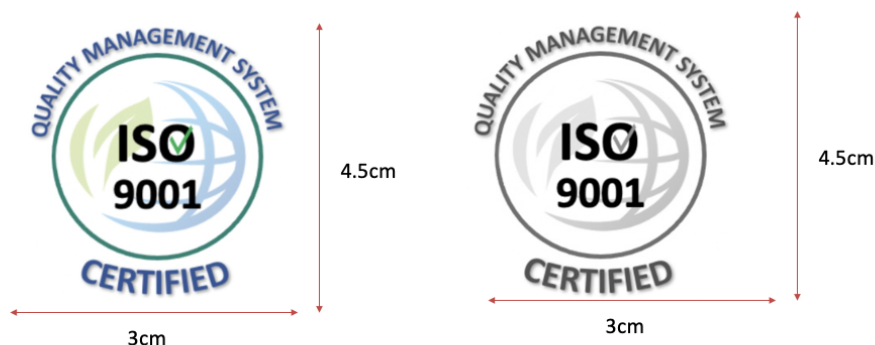 QUALITY MANAGEMENT SYSTEM
ISO
9001
CERTIFIED
4.5cm
3cm
QUALITY MANAGEMENT SYSTEM
ISO
9001
CERTIFIED
4.5cm
3cm